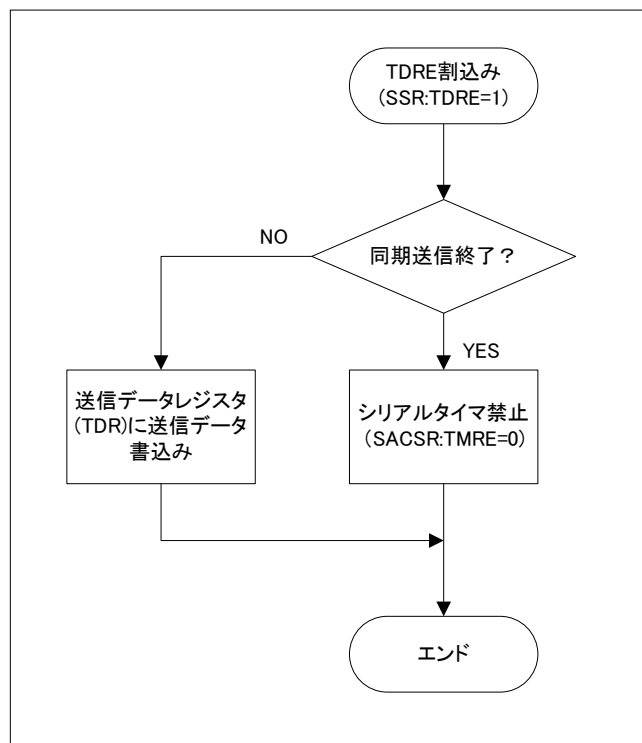 TDRE割込み
(SSR:TDRE=1)
同期送信終了？
NO
YES
送信データレジスタ
(TDR)に送信データ
書込み
シリアルタイマ禁止
(SACSR:TMRE=0)
エンド